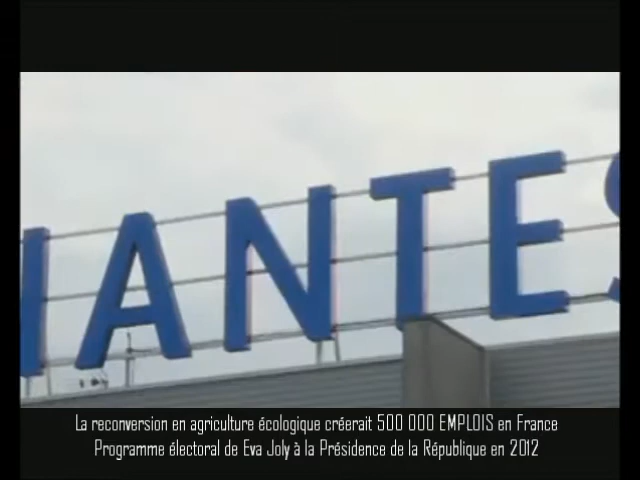 NANTES
La reconversion en agriculture écologique créerait 500 000 EMPLOIS en France
Programme électoral de Eva Joly à la Présidence de la République en 2012